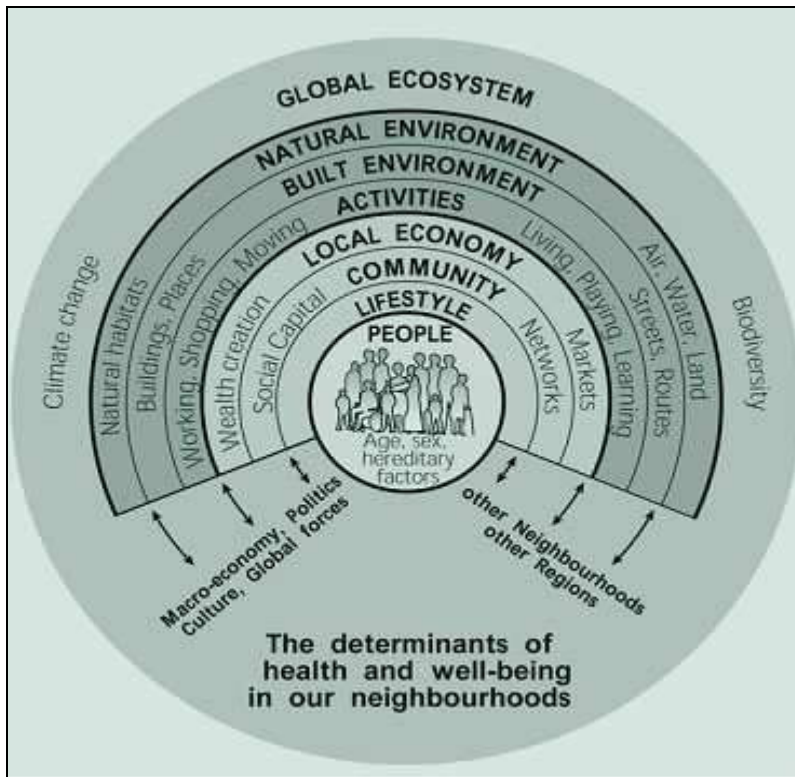 GLOBAL ECOSYSTEM
NATURAL ENVIRONMENT
BUILT ENVIRONMENT
ACTIVITIES
LOCAL ECONOMY
COMMUNITY
LIFESTYLE
PEOPLE
Age, sex,
hereditary
factors
Climate change
Natural habitats
Buildings, Places
Working, Shopping, Moving
Wealth creation
Social Capital
Networks
Markets
Living, Playing, Learning
Streets, Routes
Air, Water, Land
Biodiversity
Macro-economy, Politics
Culture, Global forces
other Neighbourhoods
other Regions
The determinants of
health and well-being
in our neighbourhoods